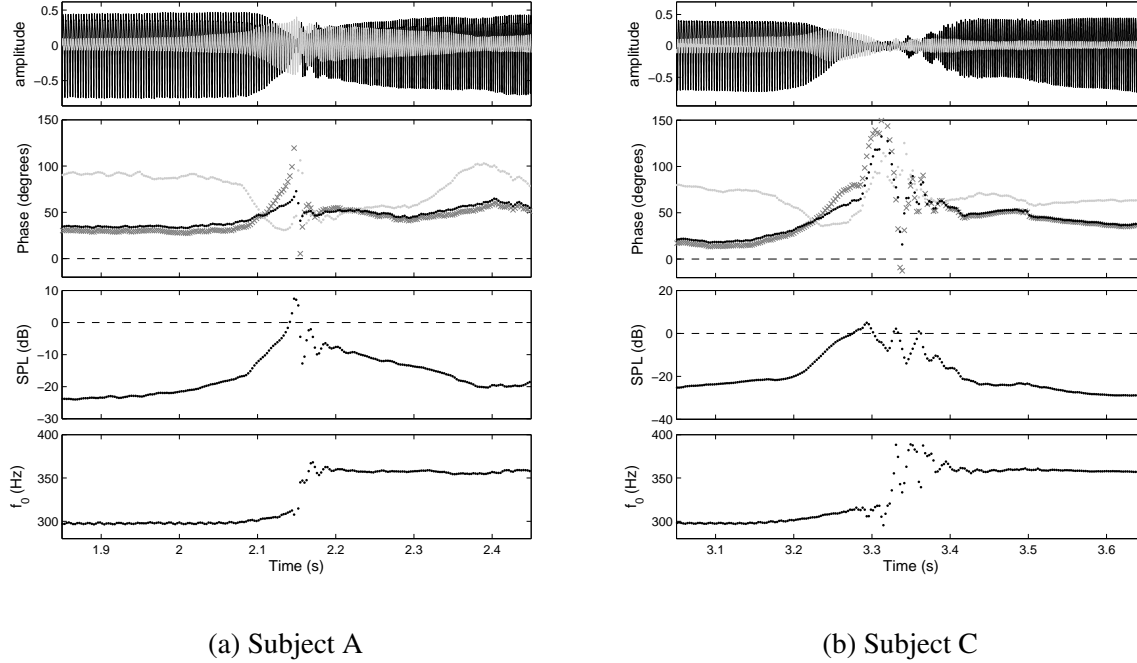 amplitude
0.5
0
−0.5
Phase (degrees)
150
100
50
0
SPL (dB)
10
0
−10
−20
−30
f0 (Hz)
400
350
300
1.9 2 2.1 2.2 2.3 2.4
Time (s)
(a) Subject A
amplitude
0.5
0
−0.5
Phase (degrees)
150
100
50
0
SPL (dB)
20
0
−20
−40
f0 (Hz)
400
350
300
3.1 3.2 3.3 3.4 3.5 3.6
Time (s)
(b) Subject C